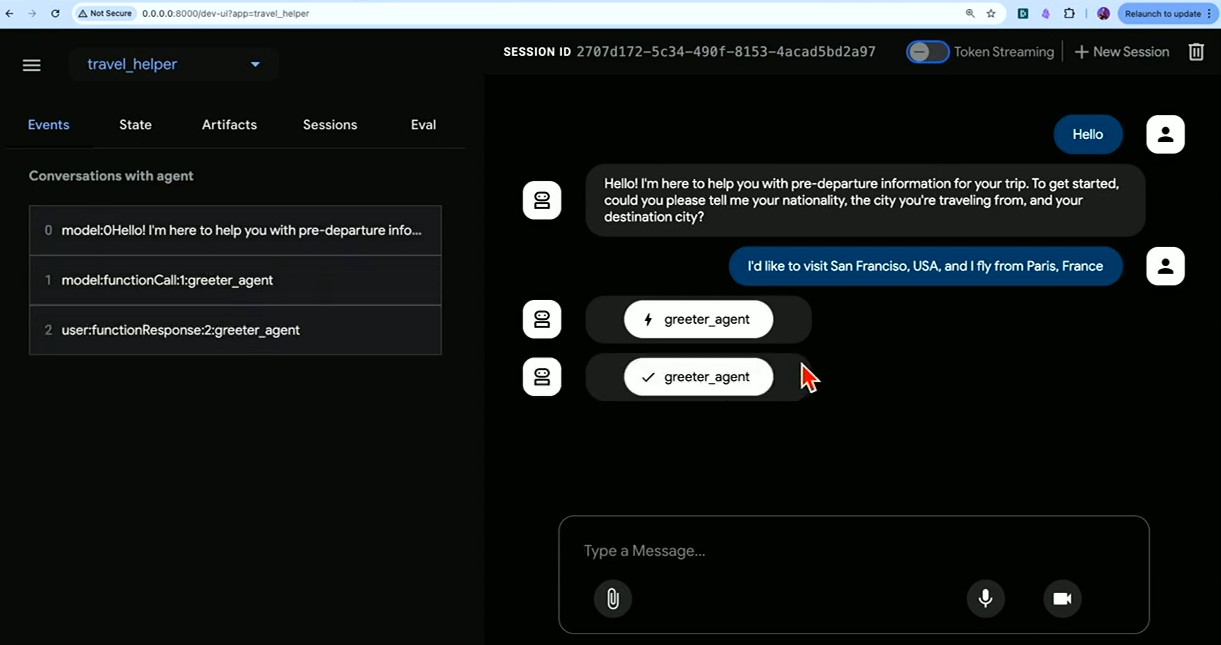 Not Secure 0.0.0.0:8000/dev-ui?app=travel_helper Relaunch to update
travel_helper
SESSION ID 2707d172-5c34-490f-8153-4acad5bd2a97 Token Streaming New Session
Events State Artifacts Sessions Eval
Conversations with agent
0 model:0Hello! I'm here to help you with pre-departure info...
1 model:functionCall:1:greeter_agent
2 user:functionResponse:2:greeter_agent
Hello
Hello! I'm here to help you with pre-departure information for your trip. To get started,
could you please tell me your nationality, the city you're traveling from, and your
destination city?
I'd like to visit San Franciso, USA, and I fly from Paris, France
greeter_agent
greeter_agent
Type a Message...